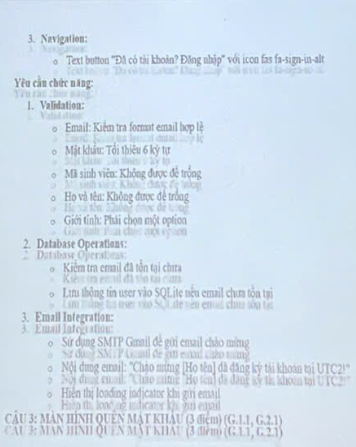 3. Navigation:
o Text button "Đã có tài khoản? Đăng nhập" với icon fas fa-sign-in-alt
Yêu cầu chức năng:
1. Validation:
o Email: Kiểm tra format email hợp lệ
o Mật khẩu: Tối thiểu 6 ký tự
o Mã sinh viên: Không được để trống
o Họ và tên: Không được để trống
o Giới tính: Phải chọn một option
2. Database Operations:
o Kiểm tra email đã tồn tại chưa
o Lưu thông tin user vào SQLite nếu email chưa tồn tại
3. Email Integration:
o Sử dụng SMTP Gmail để gửi email chào mừng
o Nội dung email: "Chào mừng [Họ tên] đã đăng ký tài khoản tại UTC2!"
o Hiển thị loading indicator khi gửi email
CÂU 3: MÀN HÌNH QUÊN MẬT KHẨU (3 điểm) (G.1.1, G.2.1)